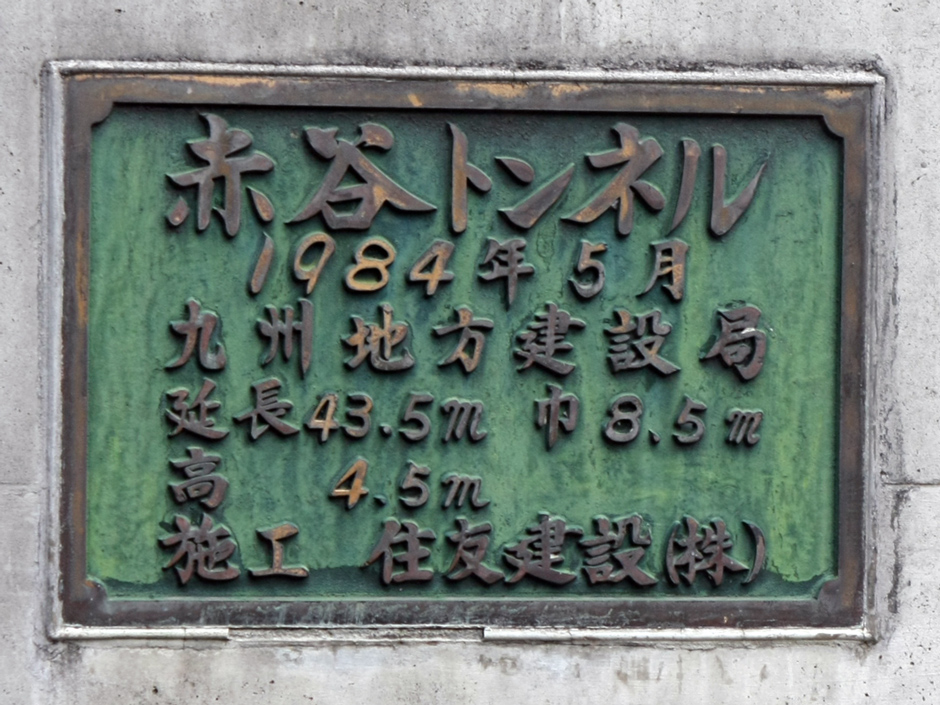 赤谷トンネル
1984年5月
九州地方建設局
延長43.5m 巾8.5m
高 4.5m
施工 住友建設(株)